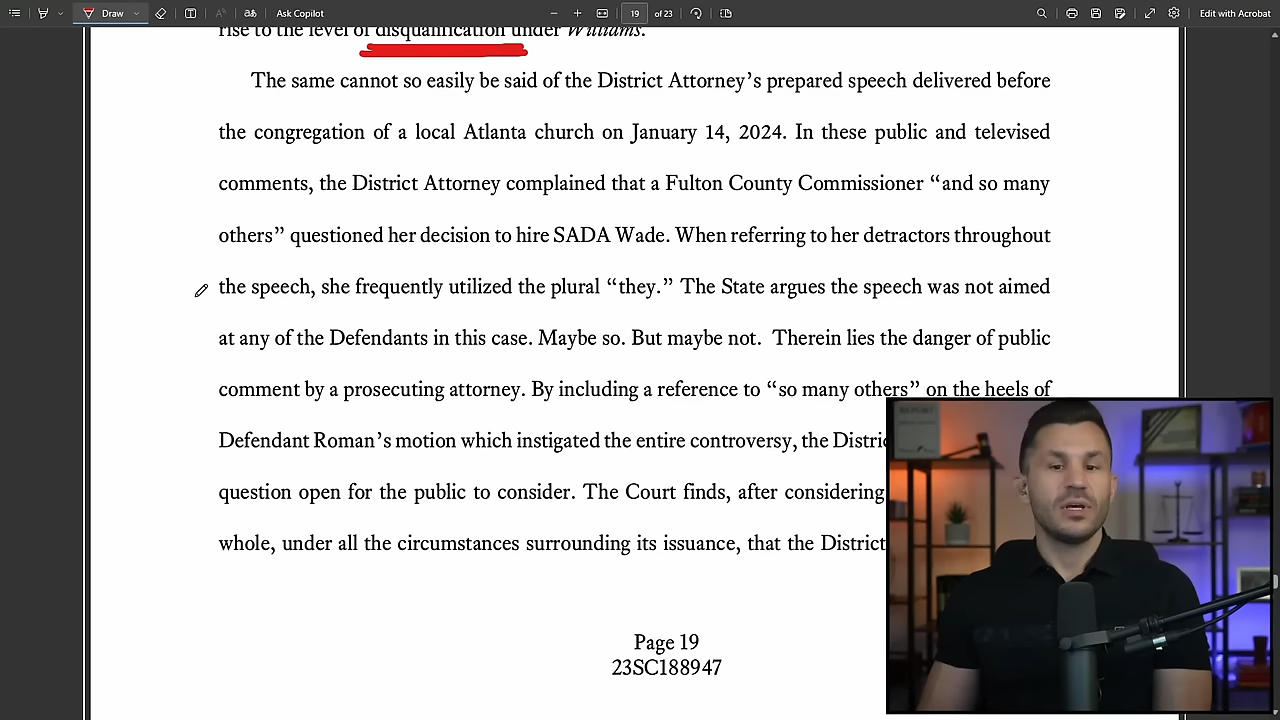 Draw
Ask Copilot
19 of 23
Edit with Acrobat
rise to the level of disqualification under Williams.
The same cannot so easily be said of the District Attorney’s prepared speech delivered before
the congregation of a local Atlanta church on January 14, 2024. In these public and televised
comments, the District Attorney complained that a Fulton County Commissioner “and so many
others” questioned her decision to hire SADA Wade. When referring to her detractors throughout
the speech, she frequently utilized the plural “they.” The State argues the speech was not aimed
at any of the Defendants in this case. Maybe so. But maybe not. Therein lies the danger of public
comment by a prosecuting attorney. By including a reference to “so many others” on the heels of
Defendant Roman’s motion which instigated the entire controversy, the Distric
question open for the public to consider. The Court finds, after considering
whole, under all the circumstances surrounding its issuance, that the District
Page 19
23SC188947